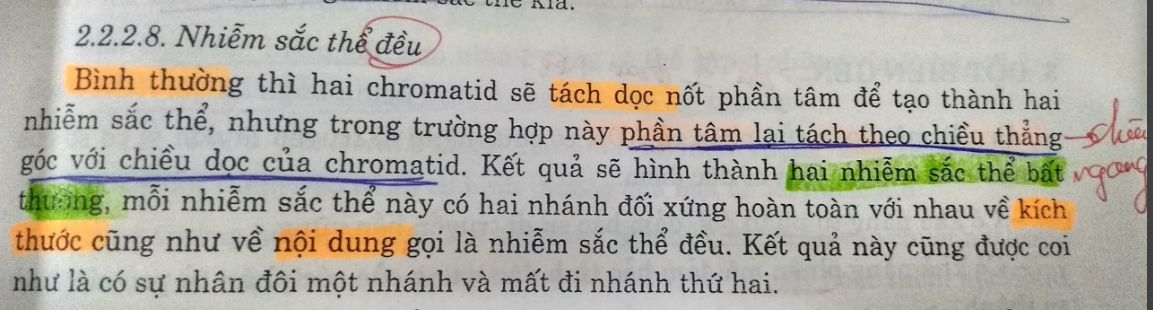 2.2.2.8. Nhiễm sắc thể đều
Bình thường thì hai chromatid sẽ tách dọc nốt phần tâm để tạo thành hai
nhiễm sắc thể, nhưng trong trường hợp này phần tâm lại tách theo chiều thẳng
góc với chiều dọc của chromatid. Kết quả sẽ hình thành hai nhiễm sắc thể bất
thường, mỗi nhiễm sắc thể này có hai nhánh đối xứng hoàn toàn với nhau về kích
thước cũng như về nội dung gọi là nhiễm sắc thể đều. Kết quả này cũng được coi
như là có sự nhân đôi một nhánh và mất đi nhánh thứ hai.
chiều
ngang